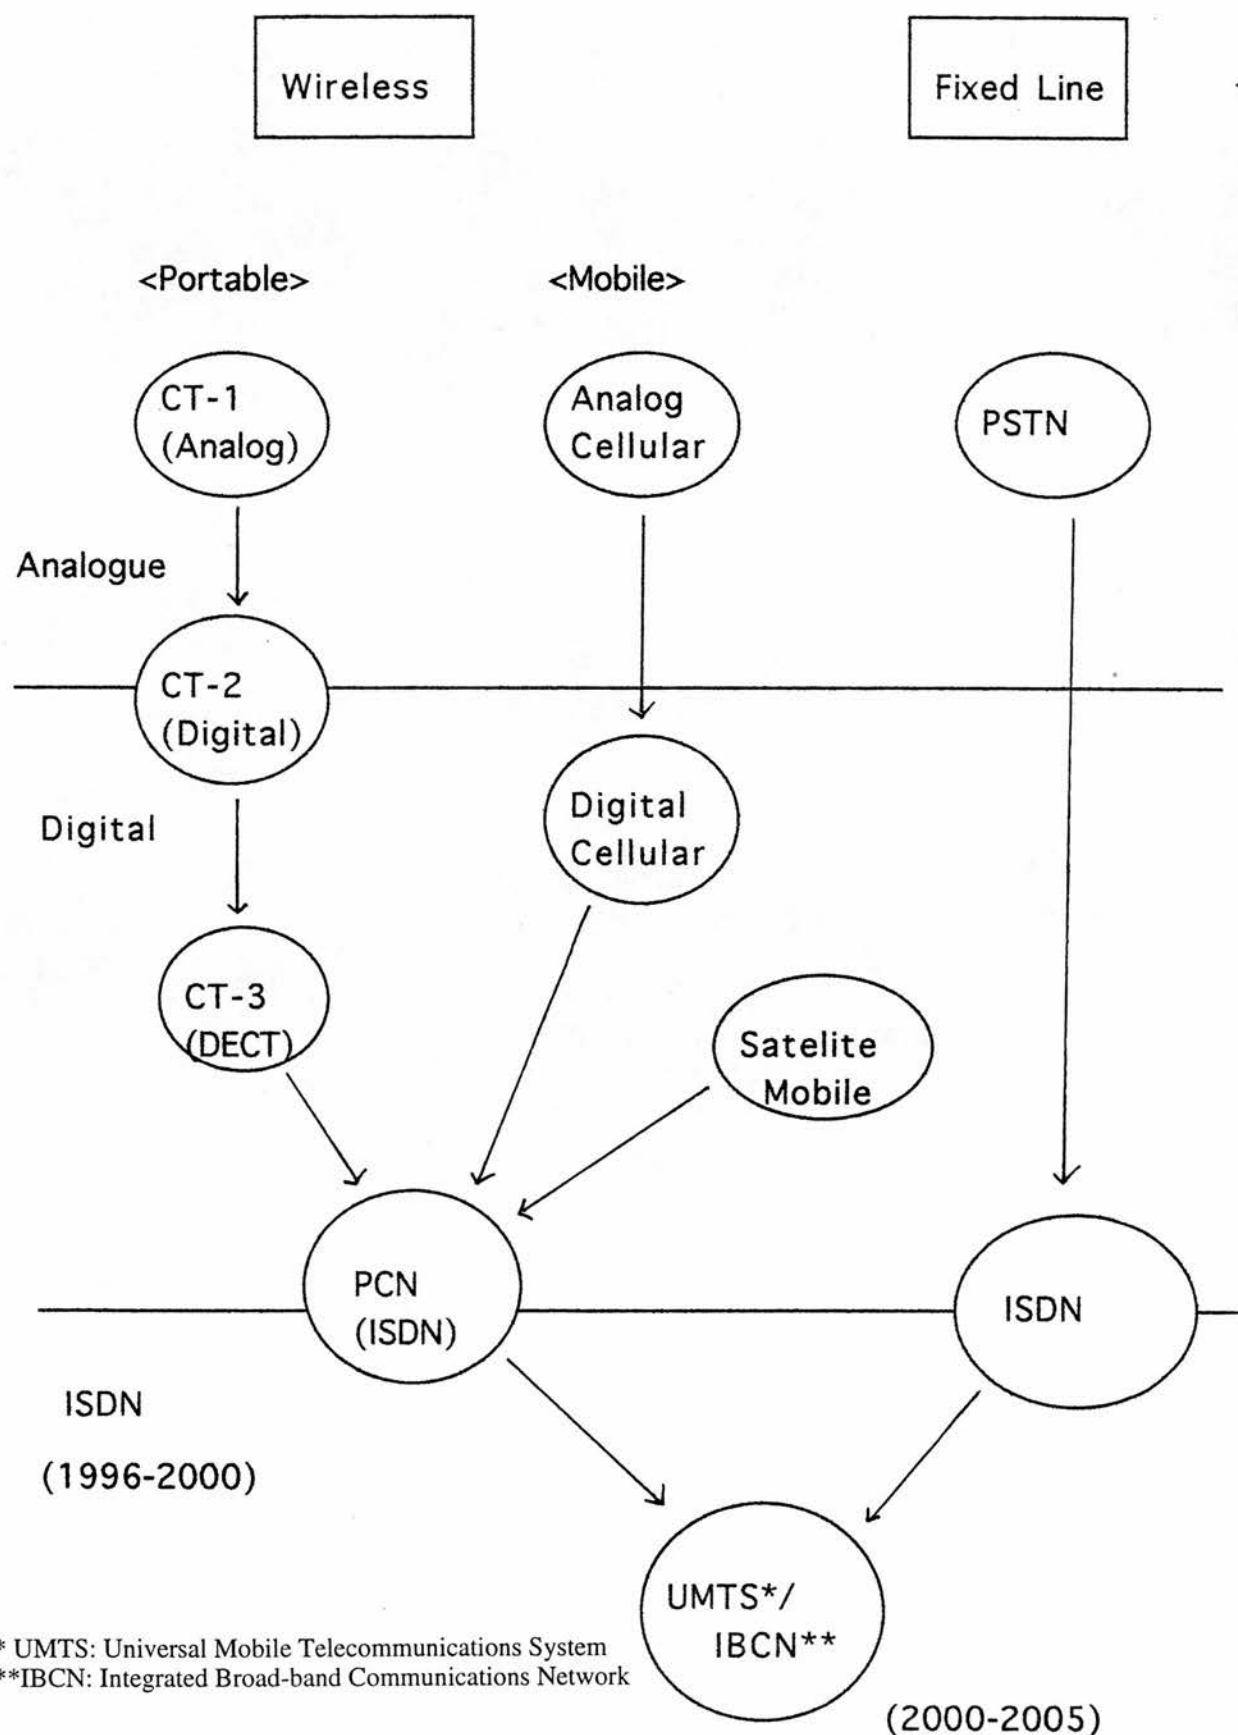 Wireless
Fixed Line
<Portable>
<Mobile>
CT-1
(Analog)
Analog
Cellular
PSTN
Analogue
CT-2
(Digital)
Digital
Digital
Cellular
CT-3
(DECT)
Satelite
Mobile
PCN
(ISDN)
ISDN
ISDN
(1996-2000)
UMTS*/
IBCN**
* UMTS: Universal Mobile Telecommunications System
**IBCN: Integrated Broad-band Communications Network
(2000-2005)